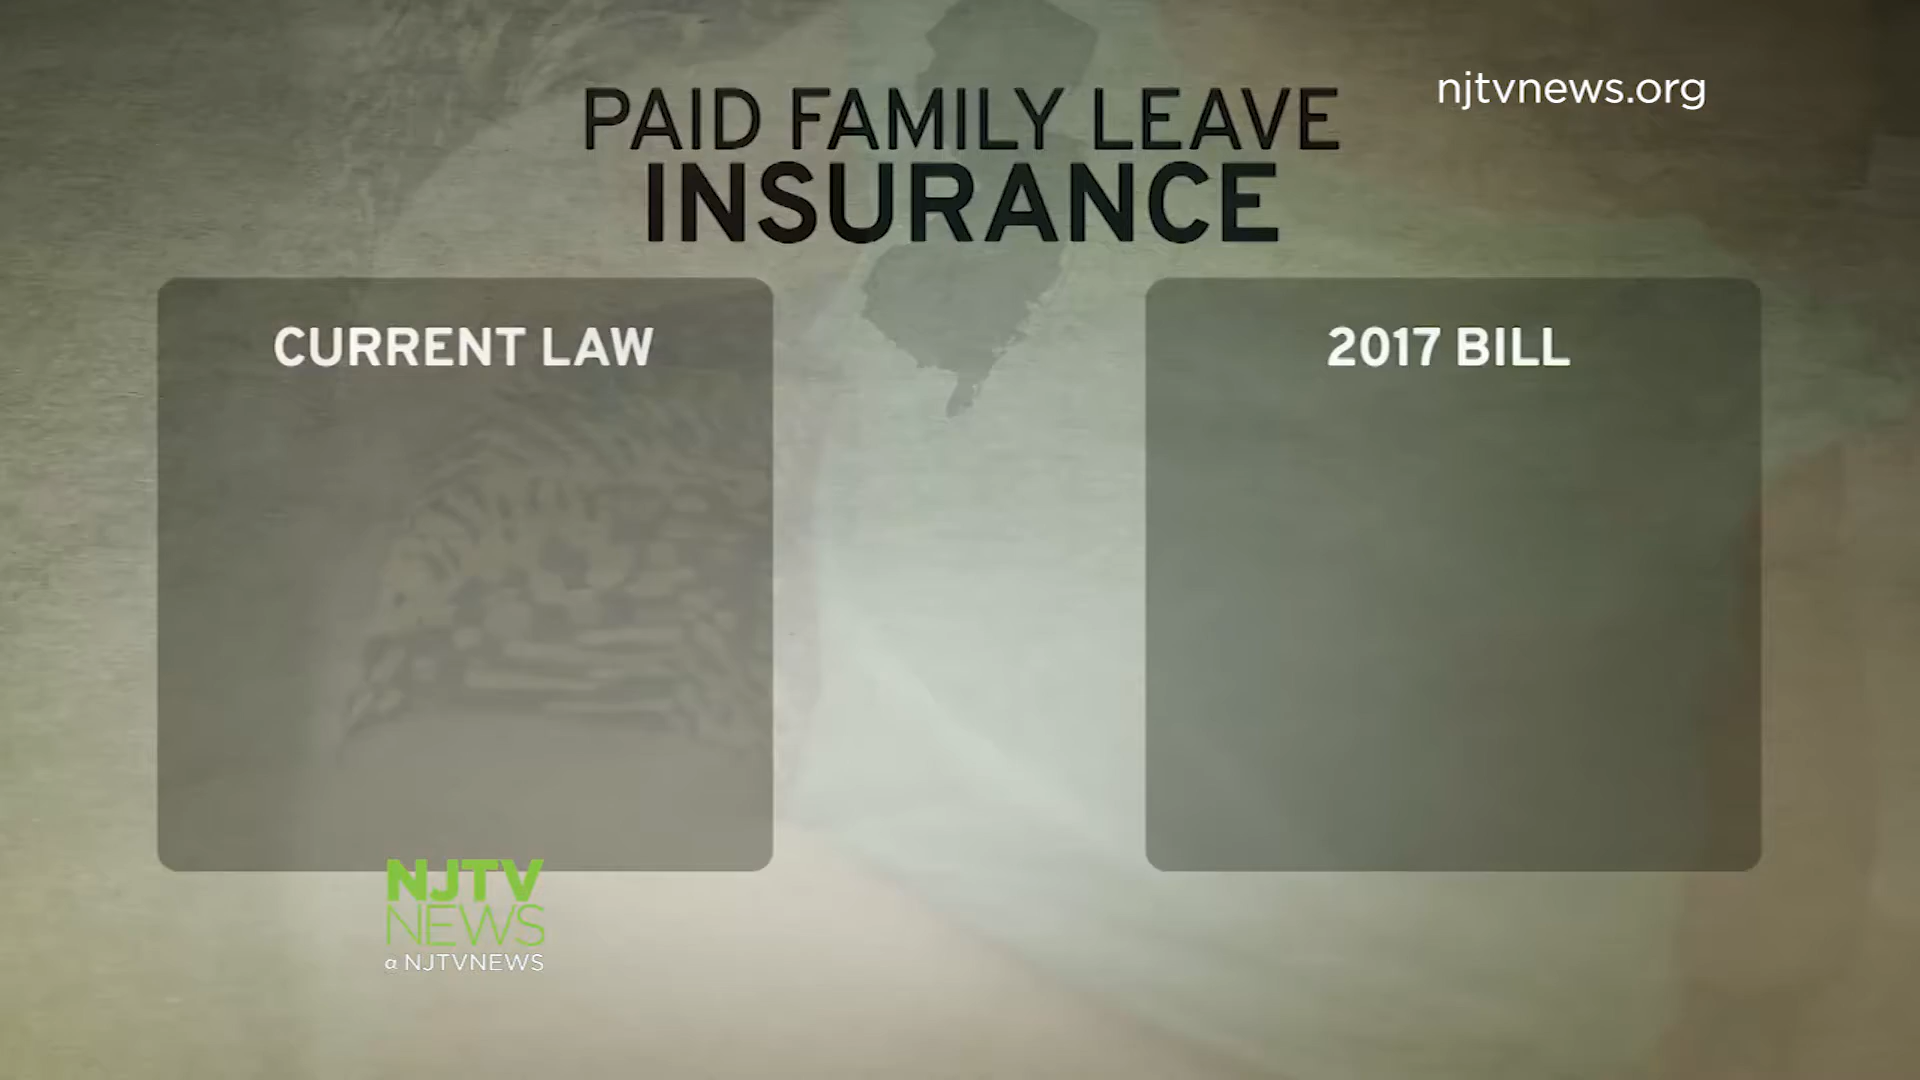 njtvnews.org
PAID FAMILY LEAVE
INSURANCE
CURRENT LAW
2017 BILL
NJTV
NEWS
@NJTVNEWS